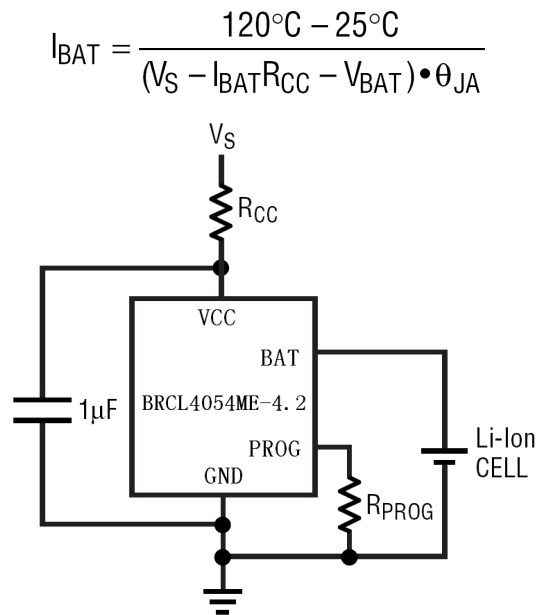 I_BAT = (120°C – 25°C) / ((V_S – I_BAT R_CC – V_BAT) • θ_JA)
V_S
R_CC
VCC
BAT
1μF
BRCL4054ME-4.2
PROG
Li-Ion
CELL
GND
R_PROG